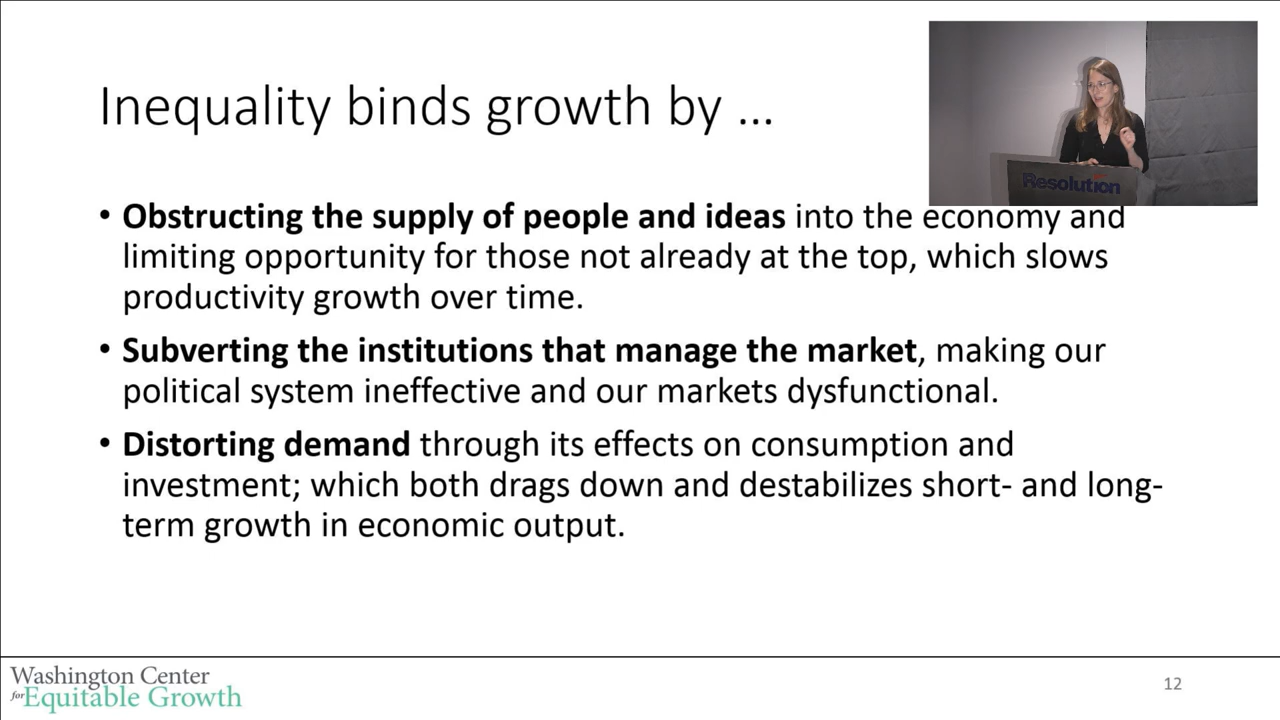 Inequality binds growth by ...
Resolution
• Obstructing the supply of people and ideas into the economy and
limiting opportunity for those not already at the top, which slows
productivity growth over time.
• Subverting the institutions that manage the market, making our
political system ineffective and our markets dysfunctional.
• Distorting demand through its effects on consumption and
investment; which both drags down and destabilizes short- and long-
term growth in economic output.
Washington Center
for Equitable Growth
12